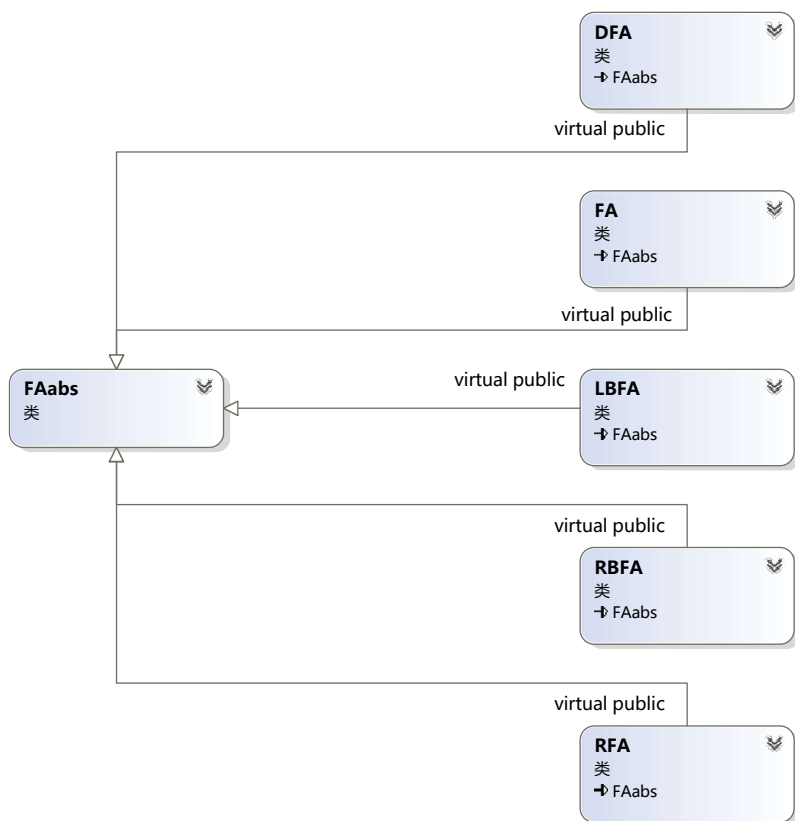 DFA
类
FAabs
virtual public
FA
类
FAabs
virtual public
FAabs
类
virtual public
LBFA
类
FAabs
virtual public
RBFA
类
FAabs
virtual public
RFA
类
FAabs